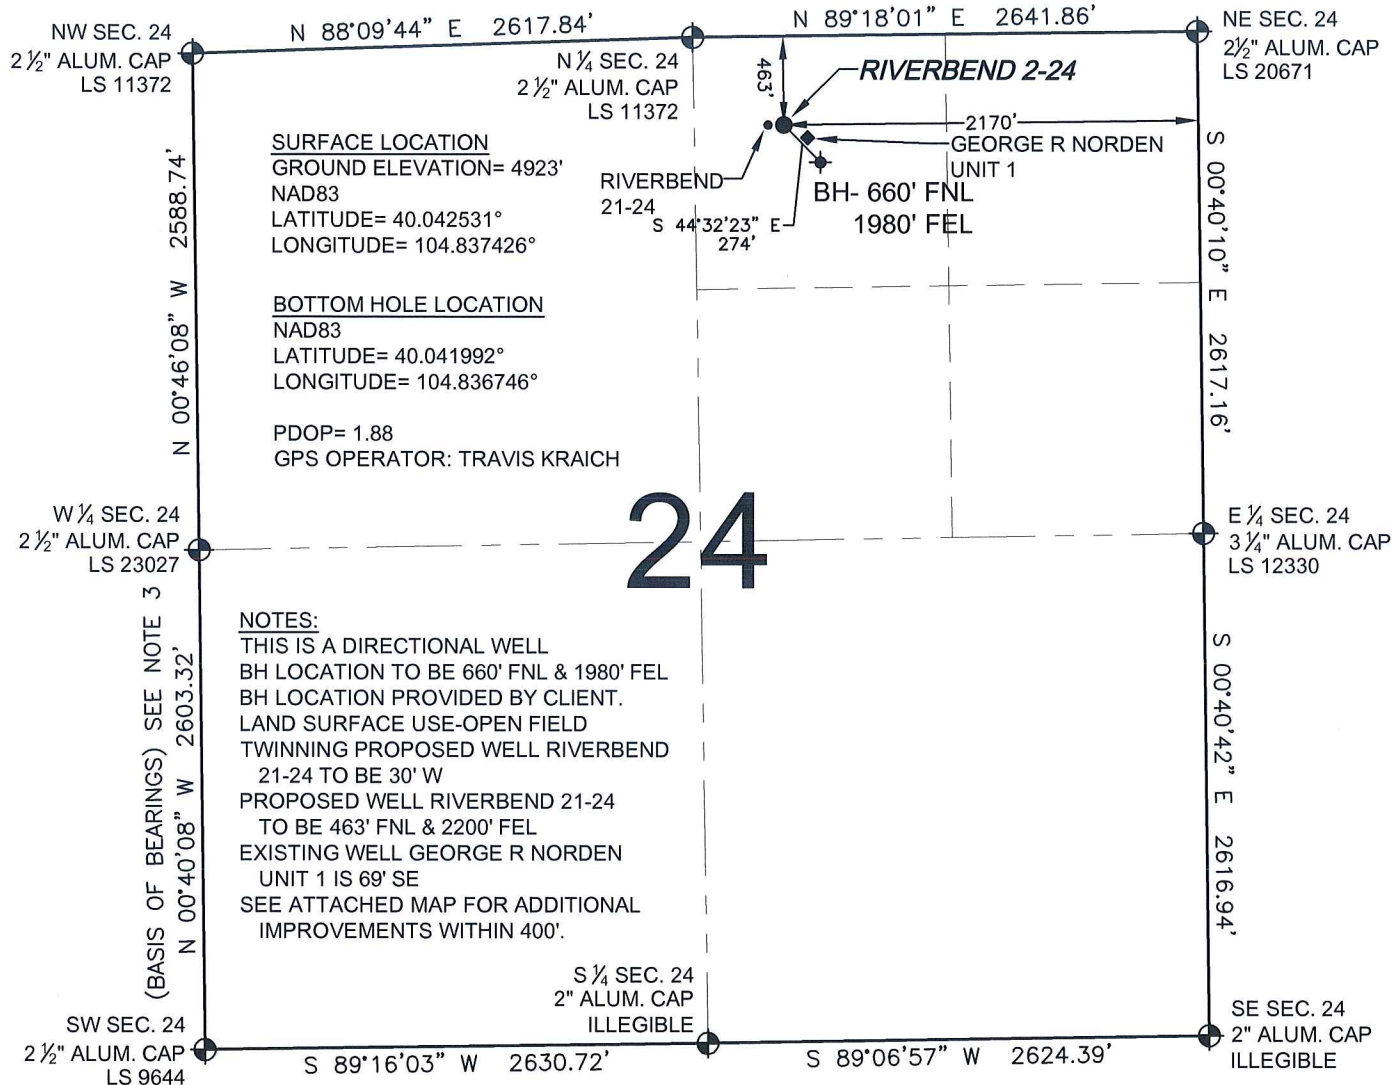 N 88°09'44" E 2617.84'
N 89°18'01" E 2641.86'
NW SEC. 24
2 ½" ALUM. CAP
LS 11372
N ¼ SEC. 24
2 ½" ALUM. CAP
LS 11372
NE SEC. 24
2½" ALUM. CAP
LS 20671
463'
RIVERBEND 2-24
2170'
GEORGE R NORDEN
UNIT 1
RIVERBEND
21-24
BH- 660' FNL
1980' FEL
S 44°32'23" E
274'
SURFACE LOCATION
GROUND ELEVATION= 4923'
NAD83
LATITUDE= 40.042531°
LONGITUDE= 104.837426°
BOTTOM HOLE LOCATION
NAD83
LATITUDE= 40.041992°
LONGITUDE= 104.836746°
PDOP= 1.88
GPS OPERATOR: TRAVIS KRAICH
N 00°46'08" W 2588.74'
S 00°40'10" E 2617.16'
W ¼ SEC. 24
2 ½" ALUM. CAP
LS 23027
24
E ¼ SEC. 24
3 ¼" ALUM. CAP
LS 12330
(BASIS OF BEARINGS) SEE NOTE 3
N 00°40'08" W 2603.32'
NOTES:
THIS IS A DIRECTIONAL WELL
BH LOCATION TO BE 660' FNL & 1980' FEL
BH LOCATION PROVIDED BY CLIENT.
LAND SURFACE USE-OPEN FIELD
TWINNING PROPOSED WELL RIVERBEND
21-24 TO BE 30' W
PROPOSED WELL RIVERBEND 21-24
TO BE 463' FNL & 2200' FEL
EXISTING WELL GEORGE R NORDEN
UNIT 1 IS 69' SE
SEE ATTACHED MAP FOR ADDITIONAL
IMPROVEMENTS WITHIN 400'.
S 00°40'42" E 2616.94'
SW SEC. 24
2 ½" ALUM. CAP
LS 9644
S ¼ SEC. 24
2" ALUM. CAP
ILLEGIBLE
SE SEC. 24
2" ALUM. CAP
ILLEGIBLE
S 89°16'03" W 2630.72'
S 89°06'57" W 2624.39'